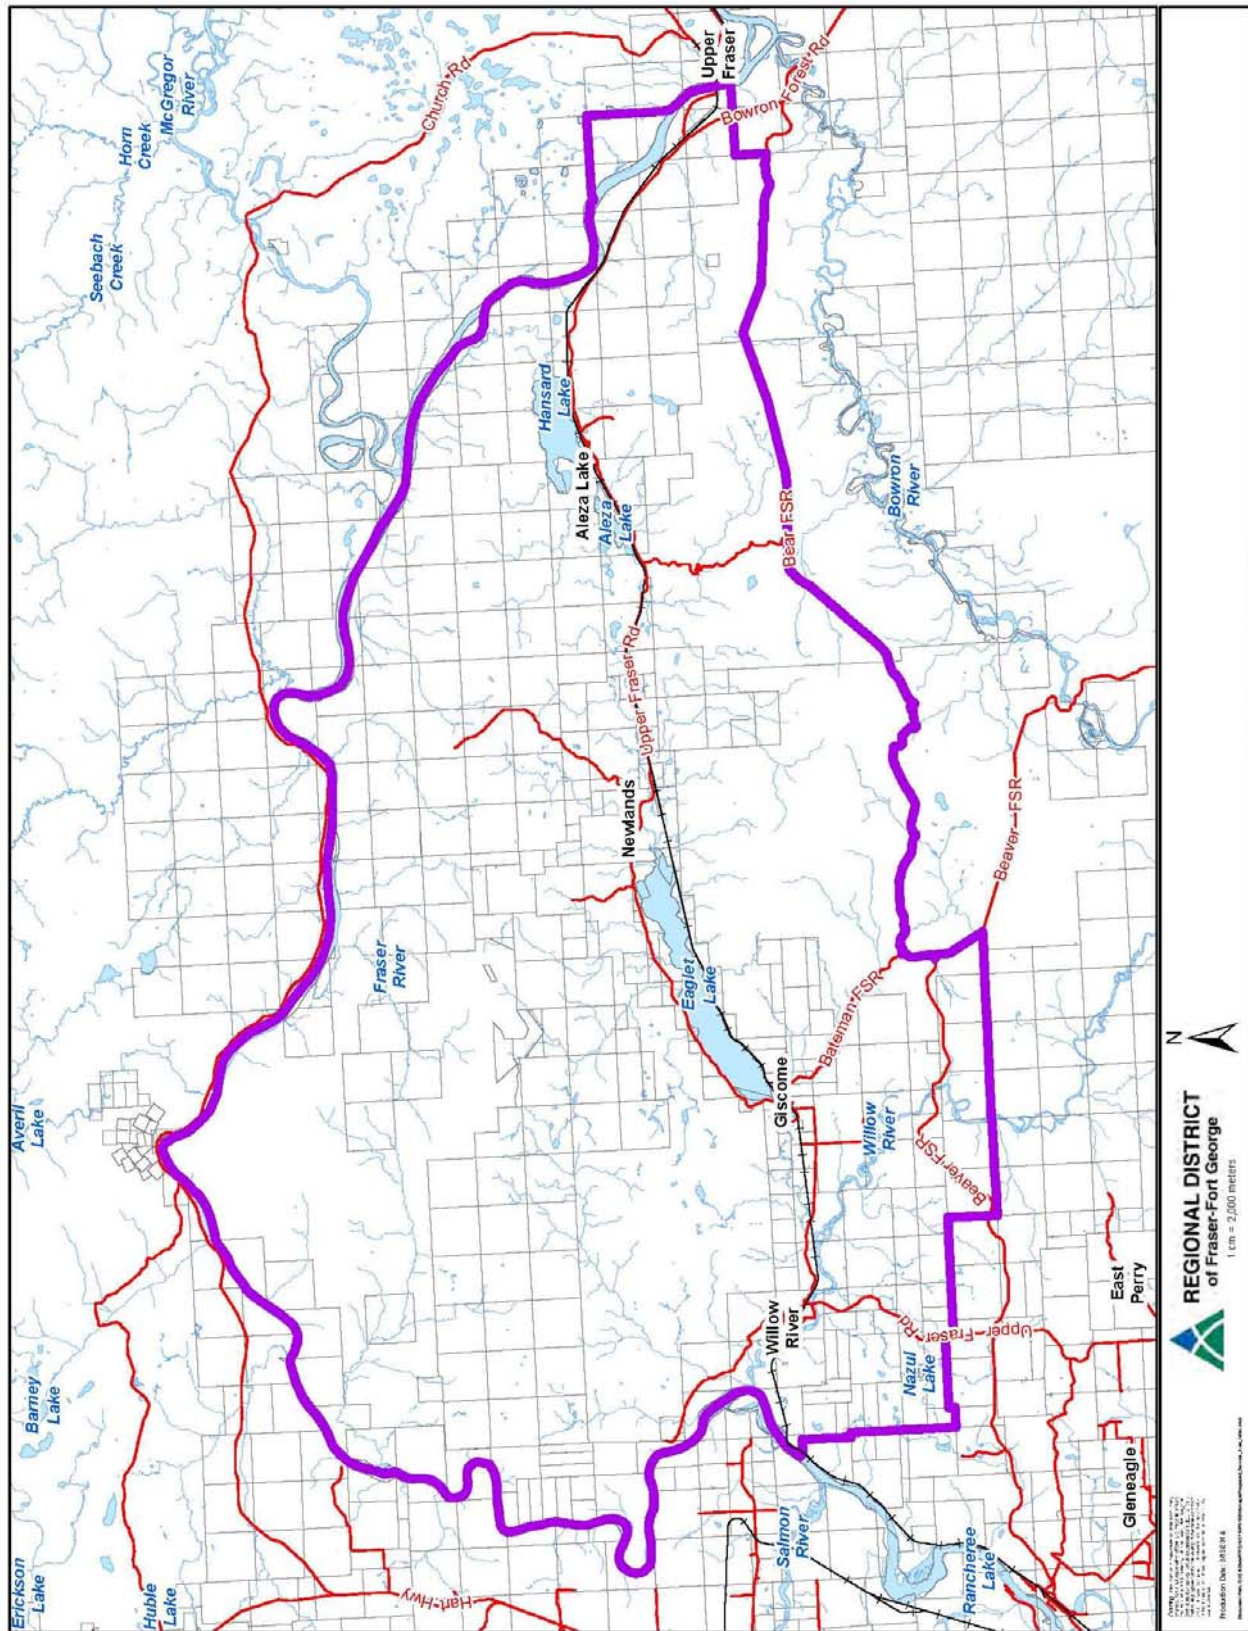 Erickson
Lake
Huble
Lake
Barney
Lake
Averil
Lake
Seebach
Creek
Horn
Creek
McGregor
River
Church Rd
Upper
Fraser
Bowron Forest Rd
Hart Hwy
Fraser
River
Hansard
Lake
Aleza Lake
Aleza
Lake
Upper Fraser Rd
Newlands
Eaglet
Lake
Giscome
Bateman FSR
Bear FSR
Bowron
River
Willow
River
Willow
River
Salmon
River
Rancheree
Lake
Nazul
Lake
Upper Fraser Rd
Beaver FSR
Beaver FSR
East
Perry
Gleneagle
N
REGIONAL DISTRICT
of Fraser-Fort George
1 cm = 2,000 meters